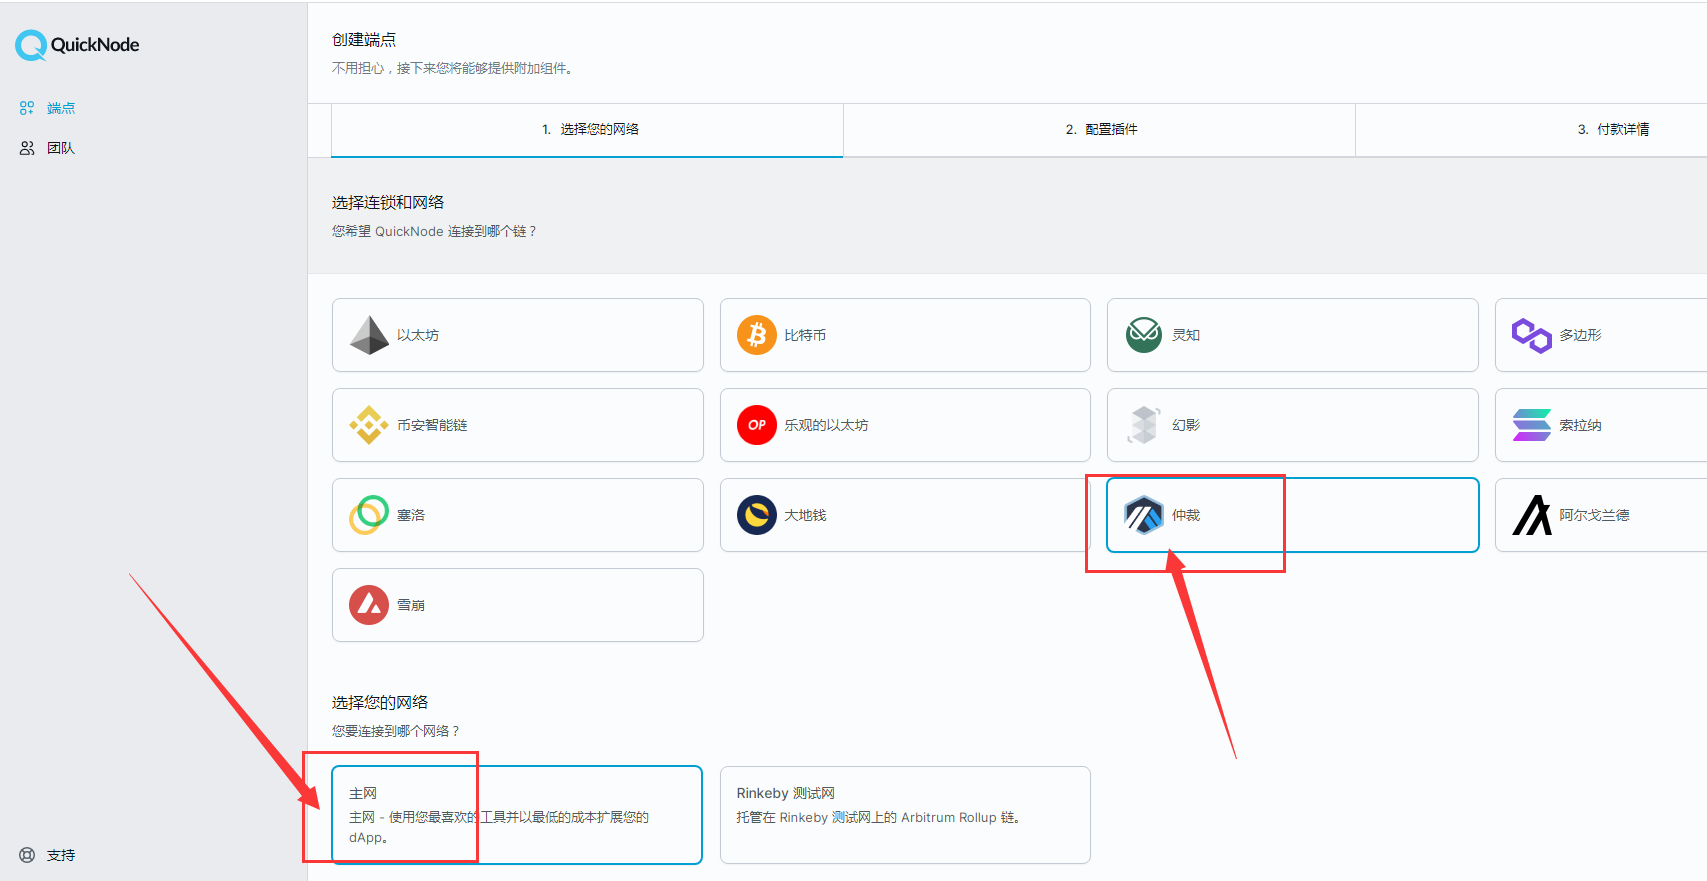 QuickNode
端点
团队
支持
创建端点
不用担心，接下来您将能够提供附加组件。
1. 选择您的网络
2. 配置插件
3. 付款详情
选择连锁和网络
您希望 QuickNode 连接到哪个链？
以太坊
比特币
灵知
多边形
币安智能链
OP
乐观的以太坊
幻影
索拉纳
塞洛
大地钱
仲裁
阿尔戈兰德
雪崩
选择您的网络
您要连接到哪个网络？
主网
主网 - 使用您最喜欢的工具并以最低的成本扩展您的
dApp。
Rinkeby 测试网
托管在 Rinkeby 测试网上的 Arbitrum Rollup 链。